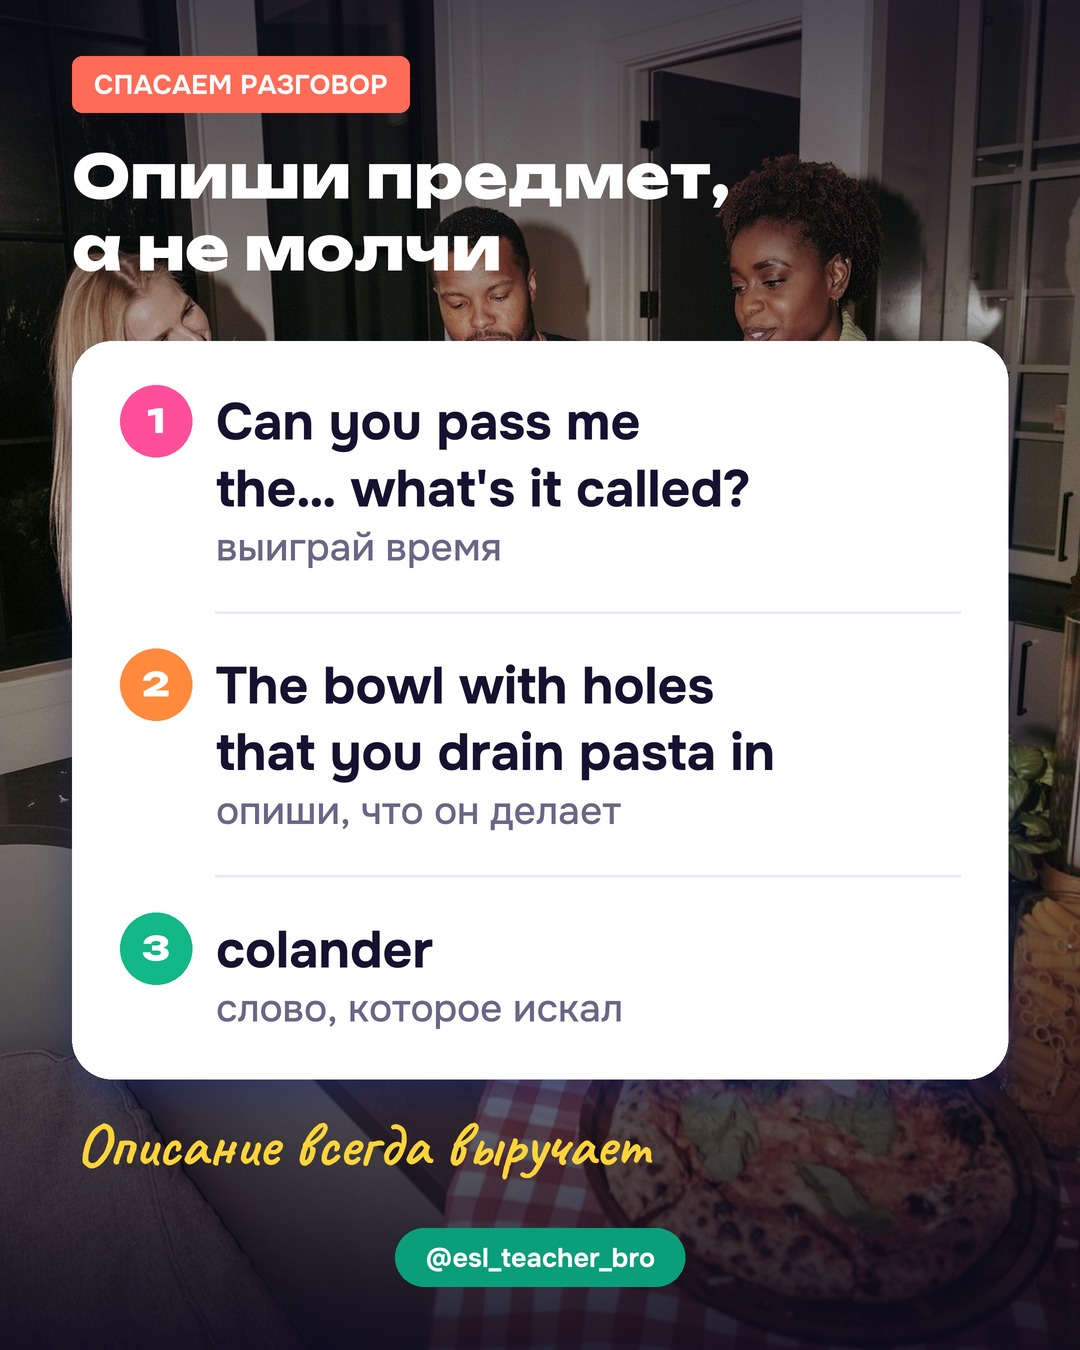 СПАСАЕМ РАЗГОВОР
Опиши предмет,
а не молчи
1
Can you pass me
the... what's it called?
выиграй время
2
The bowl with holes
that you drain pasta in
опиши, что он делает
3
colander
слово, которое искал
Описание всегда выручает
@esl_teacher_bro